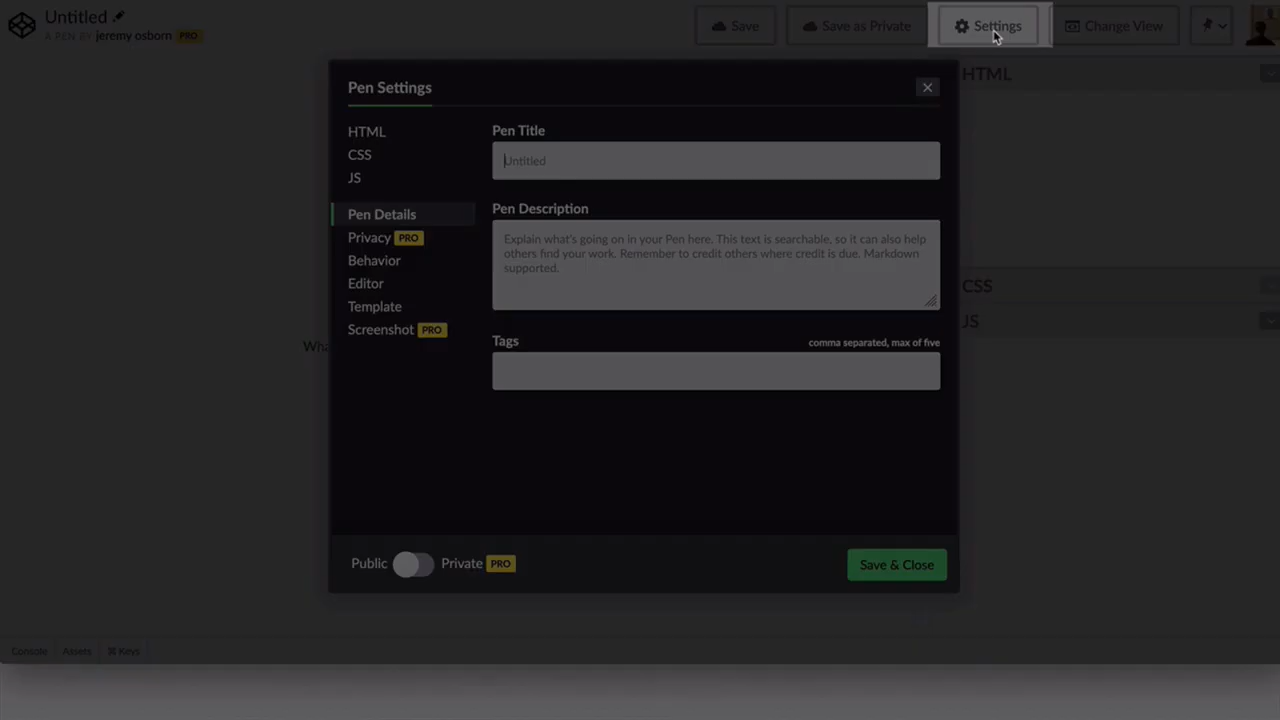 Untitled
A PEN BY jeremy osborn PRO
Save
Save as Private
Settings
Change View
Pen Settings
HTML
CSS
JS
Pen Details
Privacy PRO
Behavior
Editor
Template
Screenshot PRO
Pen Title
Untitled
Pen Description
Explain what's going on in your Pen here. This text is searchable, so it can also help
others find your work. Remember to credit others where credit is due. Markdown
supported.
Tags
comma separated, max of five
Public
Private PRO
Save & Close
HTML
CSS
JS
Console
Assets
⌘ Keys